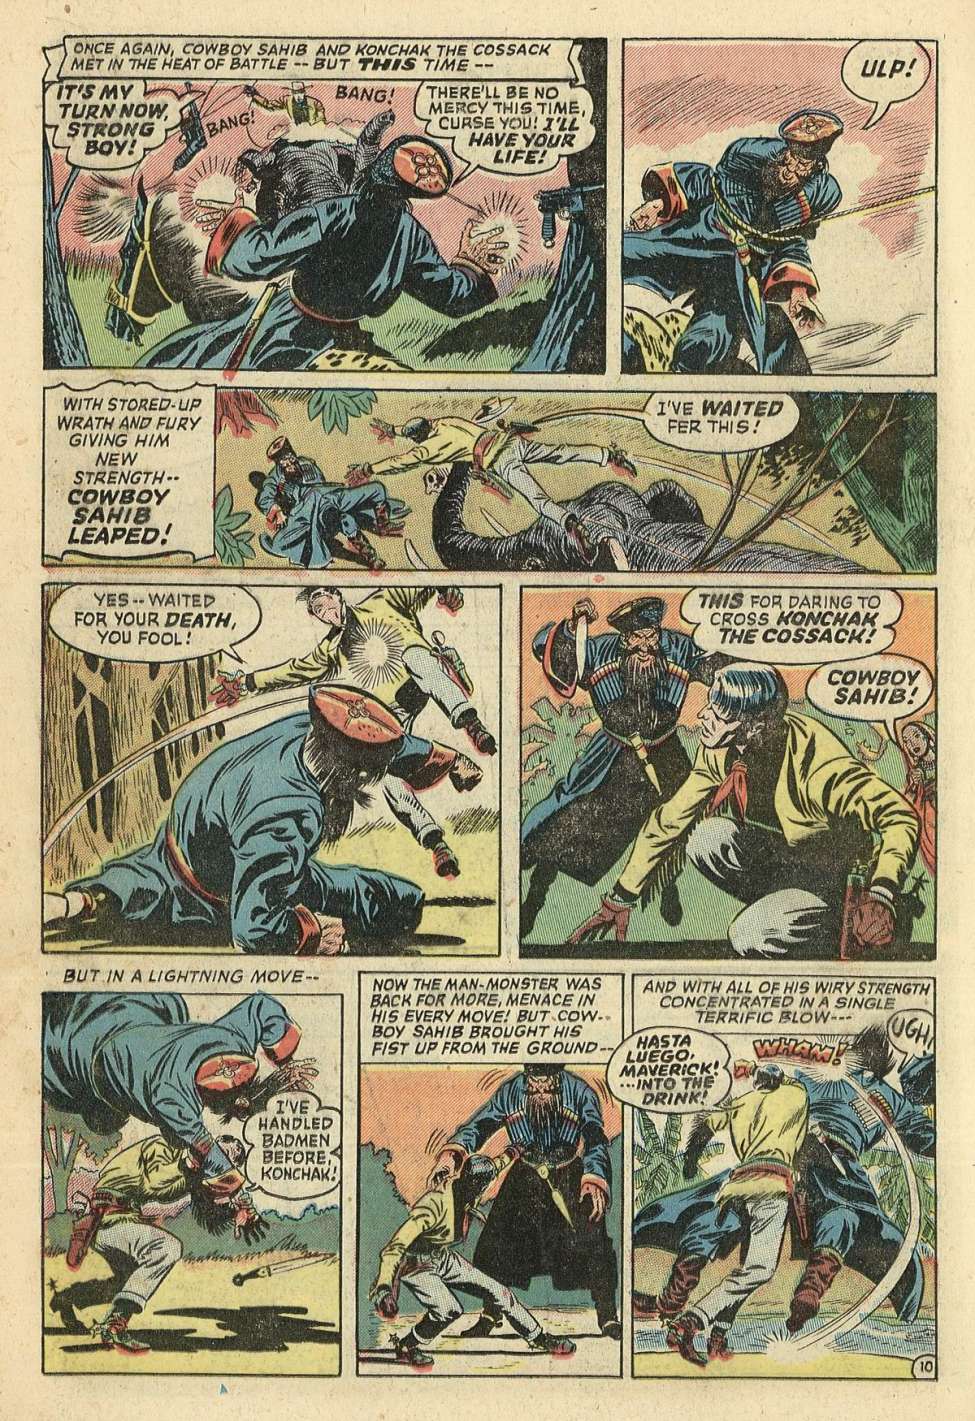 ONCE AGAIN, COWBOY SAHIB AND KONCHAK THE COSSACK
MET IN THE HEAT OF BATTLE -- BUT THIS TIME --
IT'S MY
TURN NOW,
STRONG
BOY!
BANG!
BANG!
THERE'LL BE NO
MERCY THIS TIME,
CURSE YOU! I'LL
HAVE YOUR
LIFE!
ULP!
WITH STORED-UP
WRATH AND FURY
GIVING HIM
NEW
STRENGTH--
COWBOY
SAHIB
LEAPED!
I'VE WAITED
FER THIS!
YES -- WAITED
FOR YOUR DEATH,
YOU FOOL!
THIS FOR DARING TO
CROSS KONCHAK
THE COSSACK!
COWBOY
SAHIB!
BUT IN A LIGHTNING MOVE--
I'VE
HANDLED
BADMEN
BEFORE,
KONCHAK!
NOW THE MAN-MONSTER WAS
BACK FOR MORE, MENACE IN
HIS EVERY MOVE! BUT COW-
BOY SAHIB BROUGHT HIS
FIST UP FROM THE GROUND--
AND WITH ALL OF HIS WIRY STRENGTH
CONCENTRATED IN A SINGLE
TERRIFIC BLOW---
HASTA
LUEGO,
MAVERICK!
...INTO THE
DRINK!
WHAM!
UGH!
10